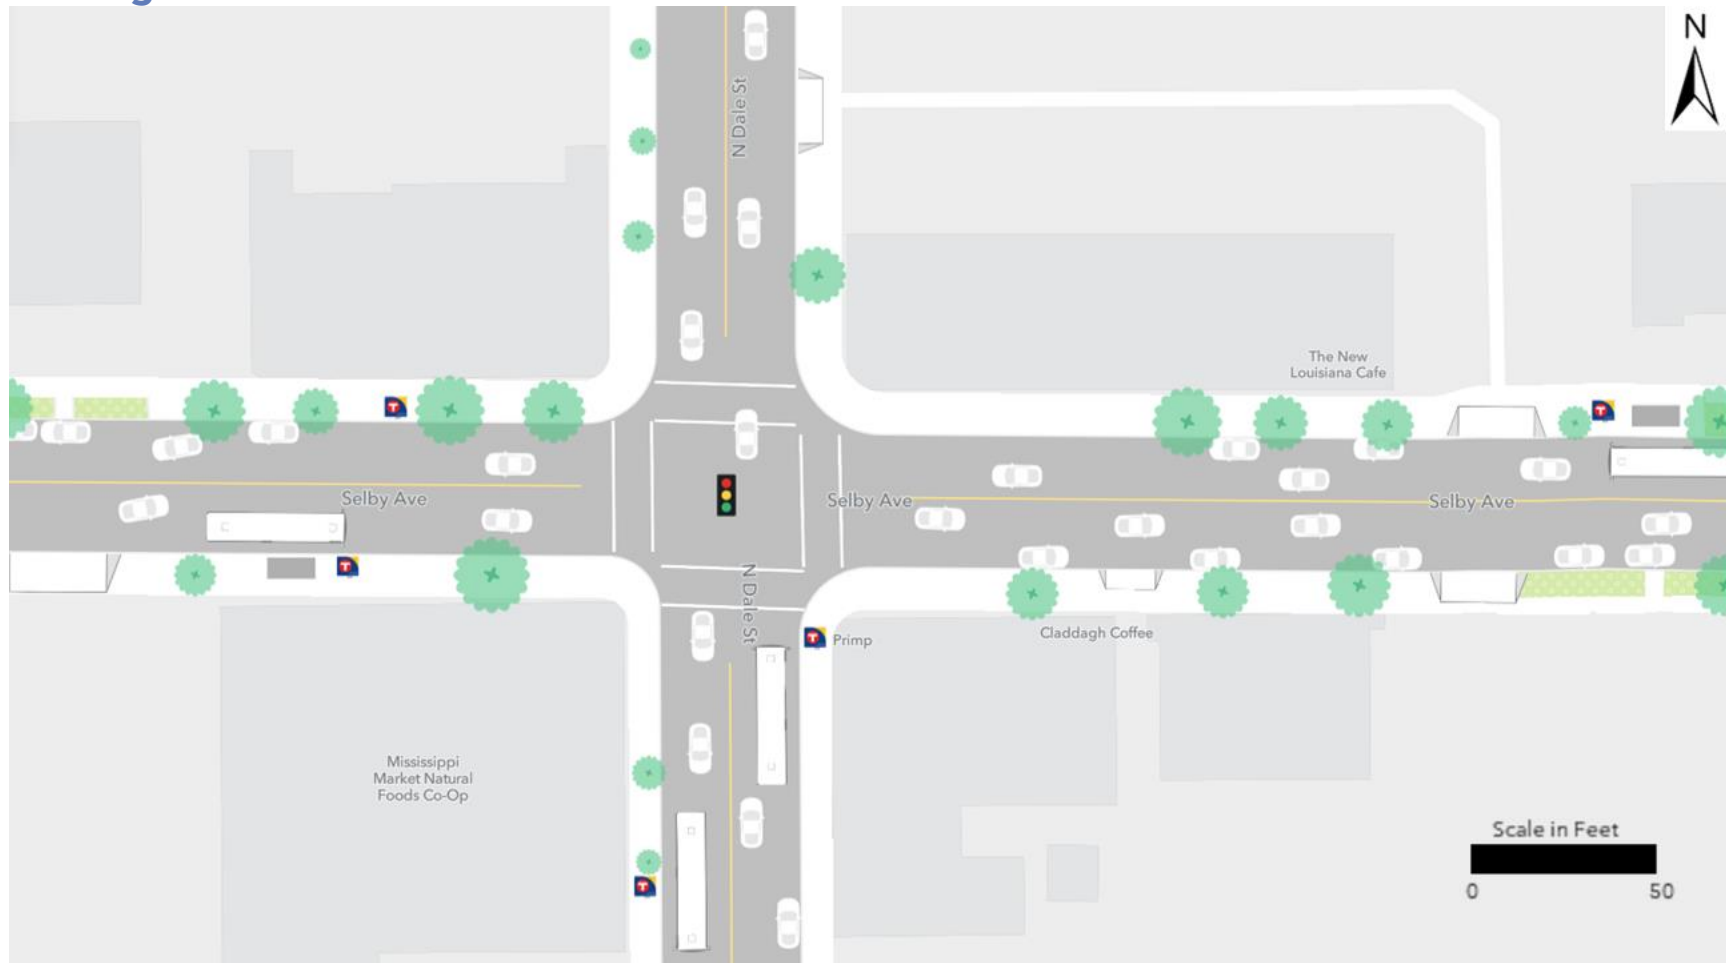 N
N Dale St
The New
Louisiana Cafe
T
T
Selby Ave
Selby Ave
Selby Ave
T
N Dale St
T
Primp
Claddagh Coffee
Mississippi
Market Natural
Foods Co-Op
Scale in Feet
0 50
T